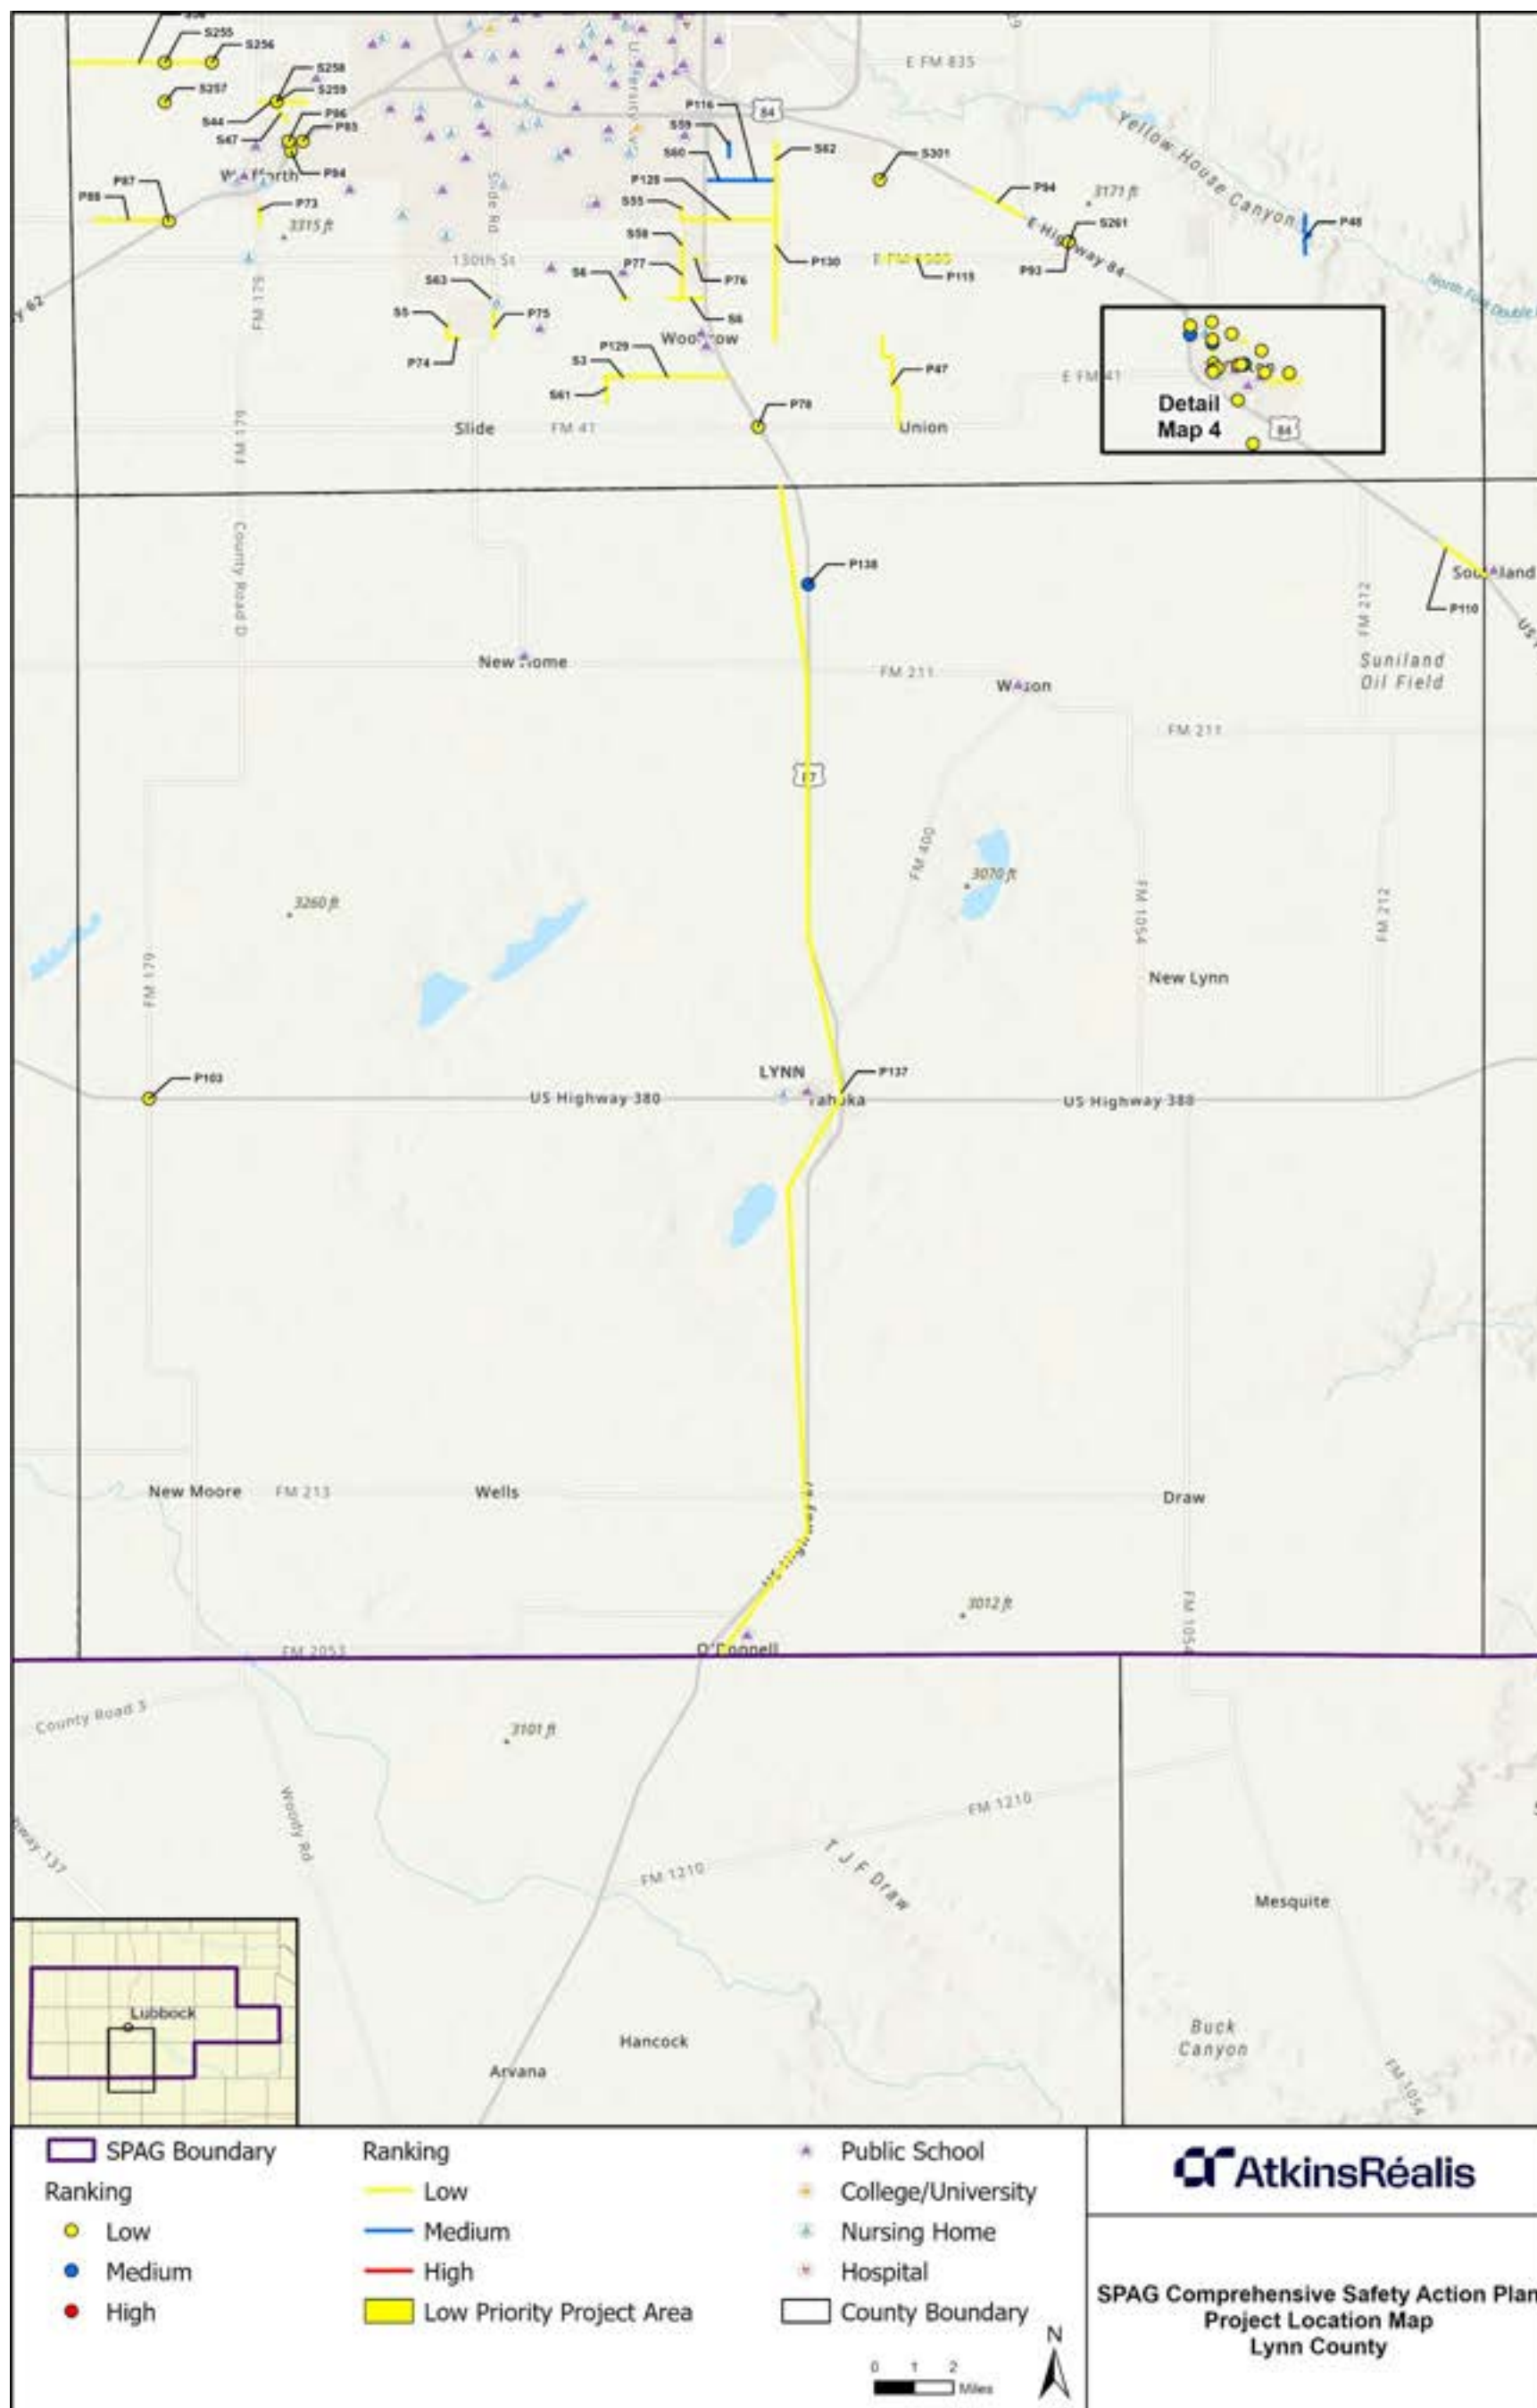 S255
S256
E FM 835
S258
S257
S259
P116
84
S44
P86
S59
P85
S62
S47
S60
S301
Yellow House Canyon
P84
P87
P128
P94
3171 ft
P88
Slide Rd
P73
S55
S261
P48
3315 ft
S58
E Highway 84
130th St
P77
P130
P115
P93
S63
S6
P76
S5
P75
S6
FM 179
P74
P129
S3
P47
E FM 41
S61
P78
Detail
Map 4
84
Slide
FM 41
Union
FM 179
County Road D
P138
P110
FM 212
FM 211
Suniland
Oil Field
FM 211
FM 400
3070 ft
3260 ft
FM 1054
FM 212
New Lynn
FM 179
P103
LYNN
P137
US Highway 380
US Highway 380
New Moore
FM 213
Wells
Draw
3012 ft
FM 1054
FM 2053
O'Donnell
County Road 3
3101 ft
Woody Rd
FM 1210
FM 1210
T J F Draw
Mesquite
Lubbock
Buck
Canyon
Hancock
Arvana
FM 1054
SPAG Boundary
Ranking
Low
Medium
High
Ranking
Low
Medium
High
Low Priority Project Area
Public School
College/University
Nursing Home
Hospital
County Boundary
N
0 1 2
Miles
AtkinsRéalis
SPAG Comprehensive Safety Action Plan
Project Location Map
Lynn County